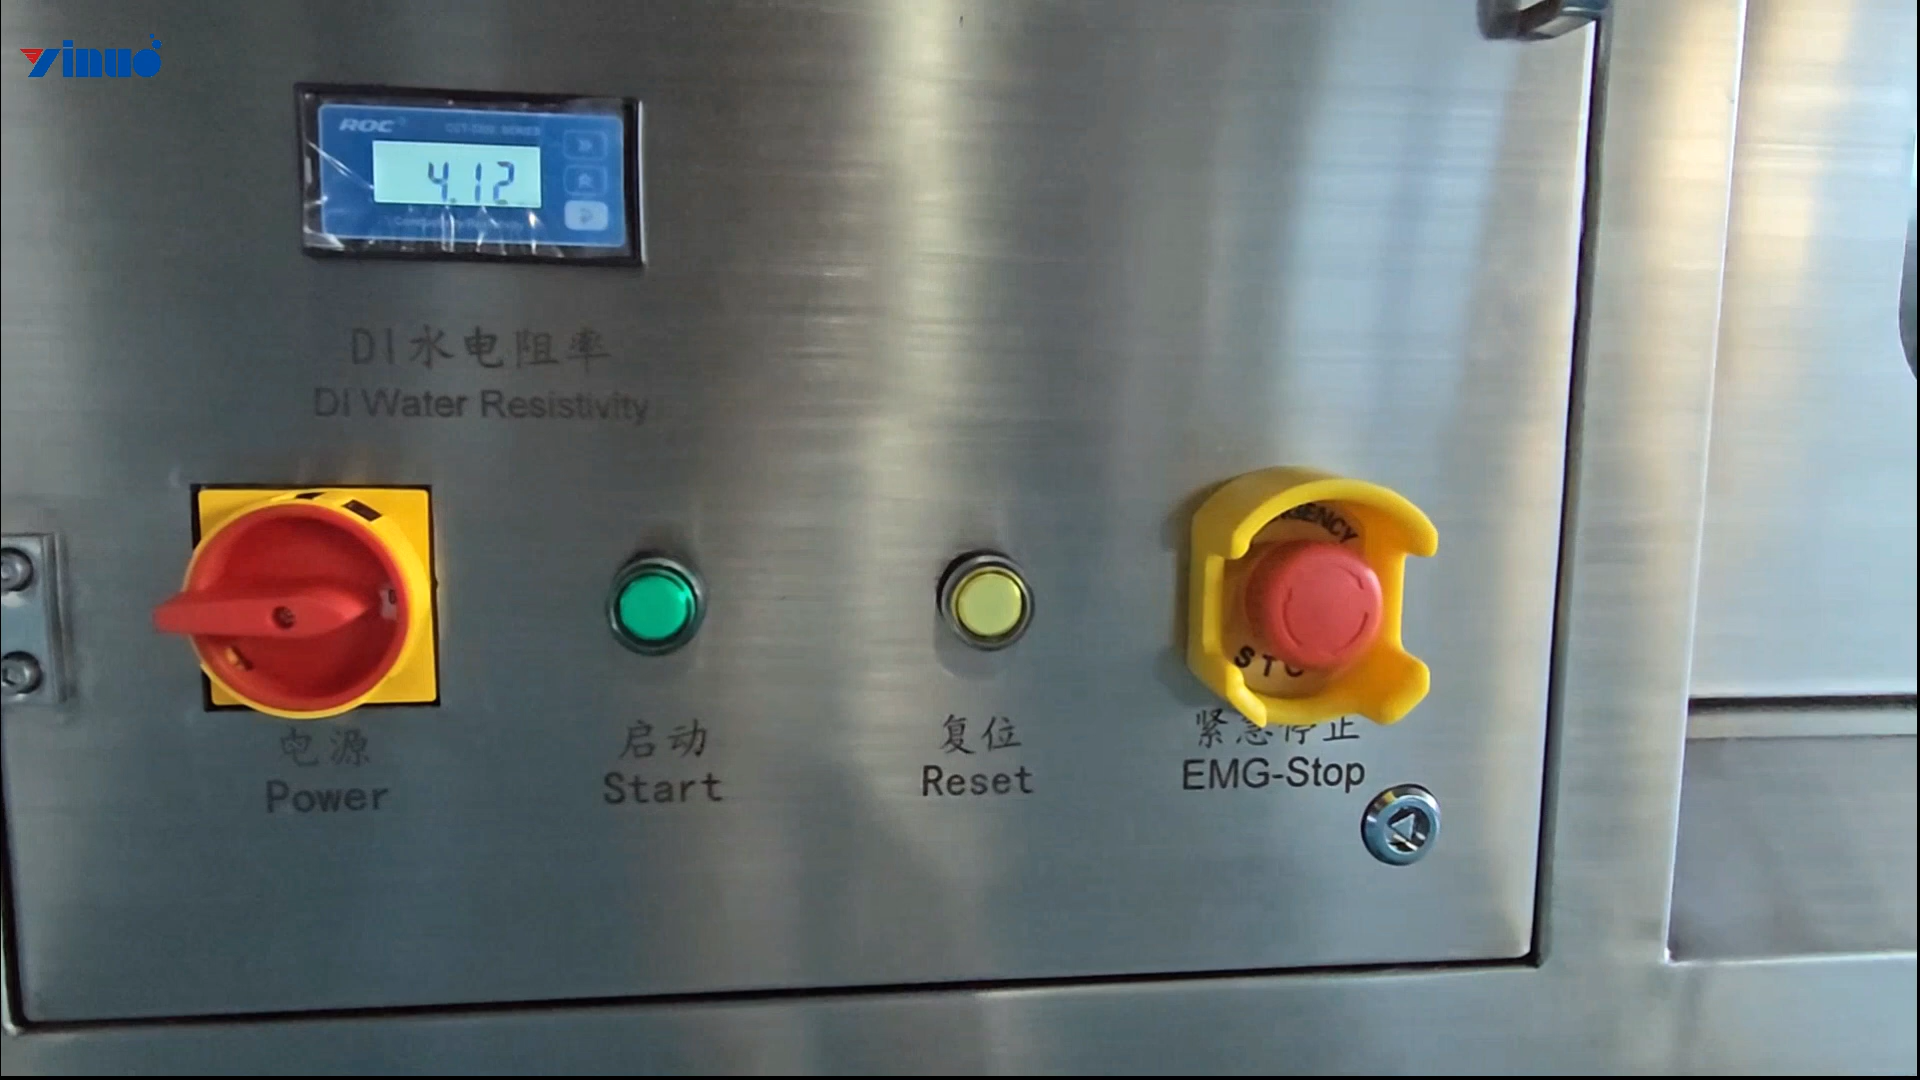 yinuo
ROC
4.12
DI水电阻率
DI Water Resistivity
电源
Power
启动
Start
复位
Reset
紧急停止
EMG-Stop